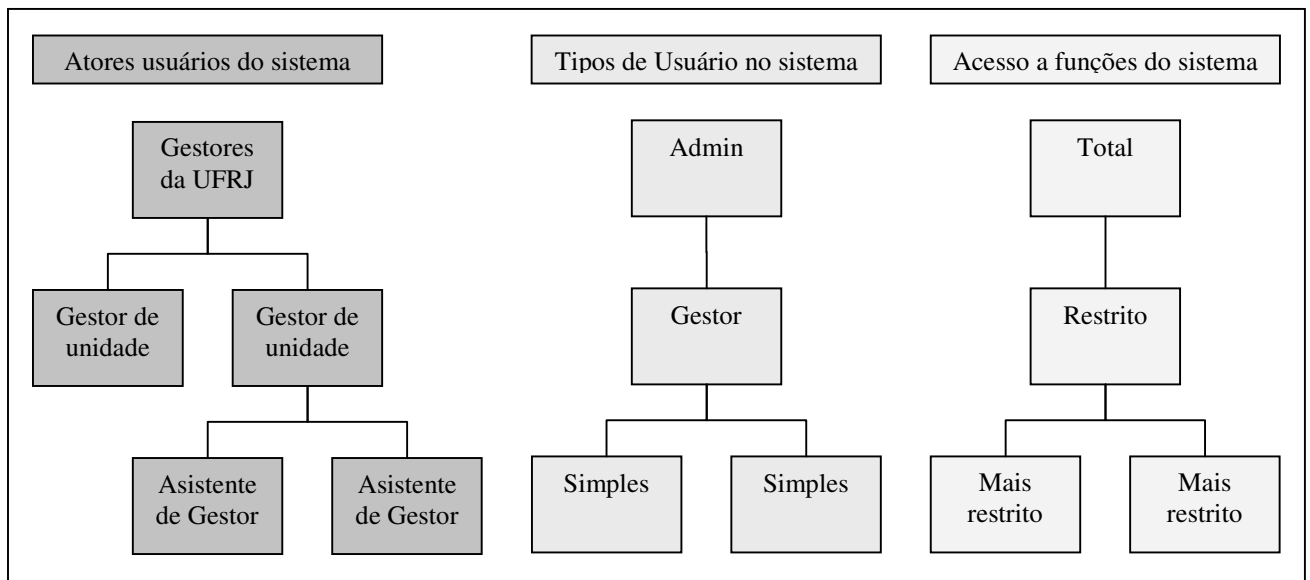 Atores usuários do sistema
Tipos de Usuário no sistema
Acesso a funções do sistema
Gestores
da UFRJ
Admin
Total
Gestor de
unidade
Gestor de
unidade
Gestor
Restrito
Asistente
de Gestor
Asistente
de Gestor
Simples
Simples
Mais
restrito
Mais
restrito